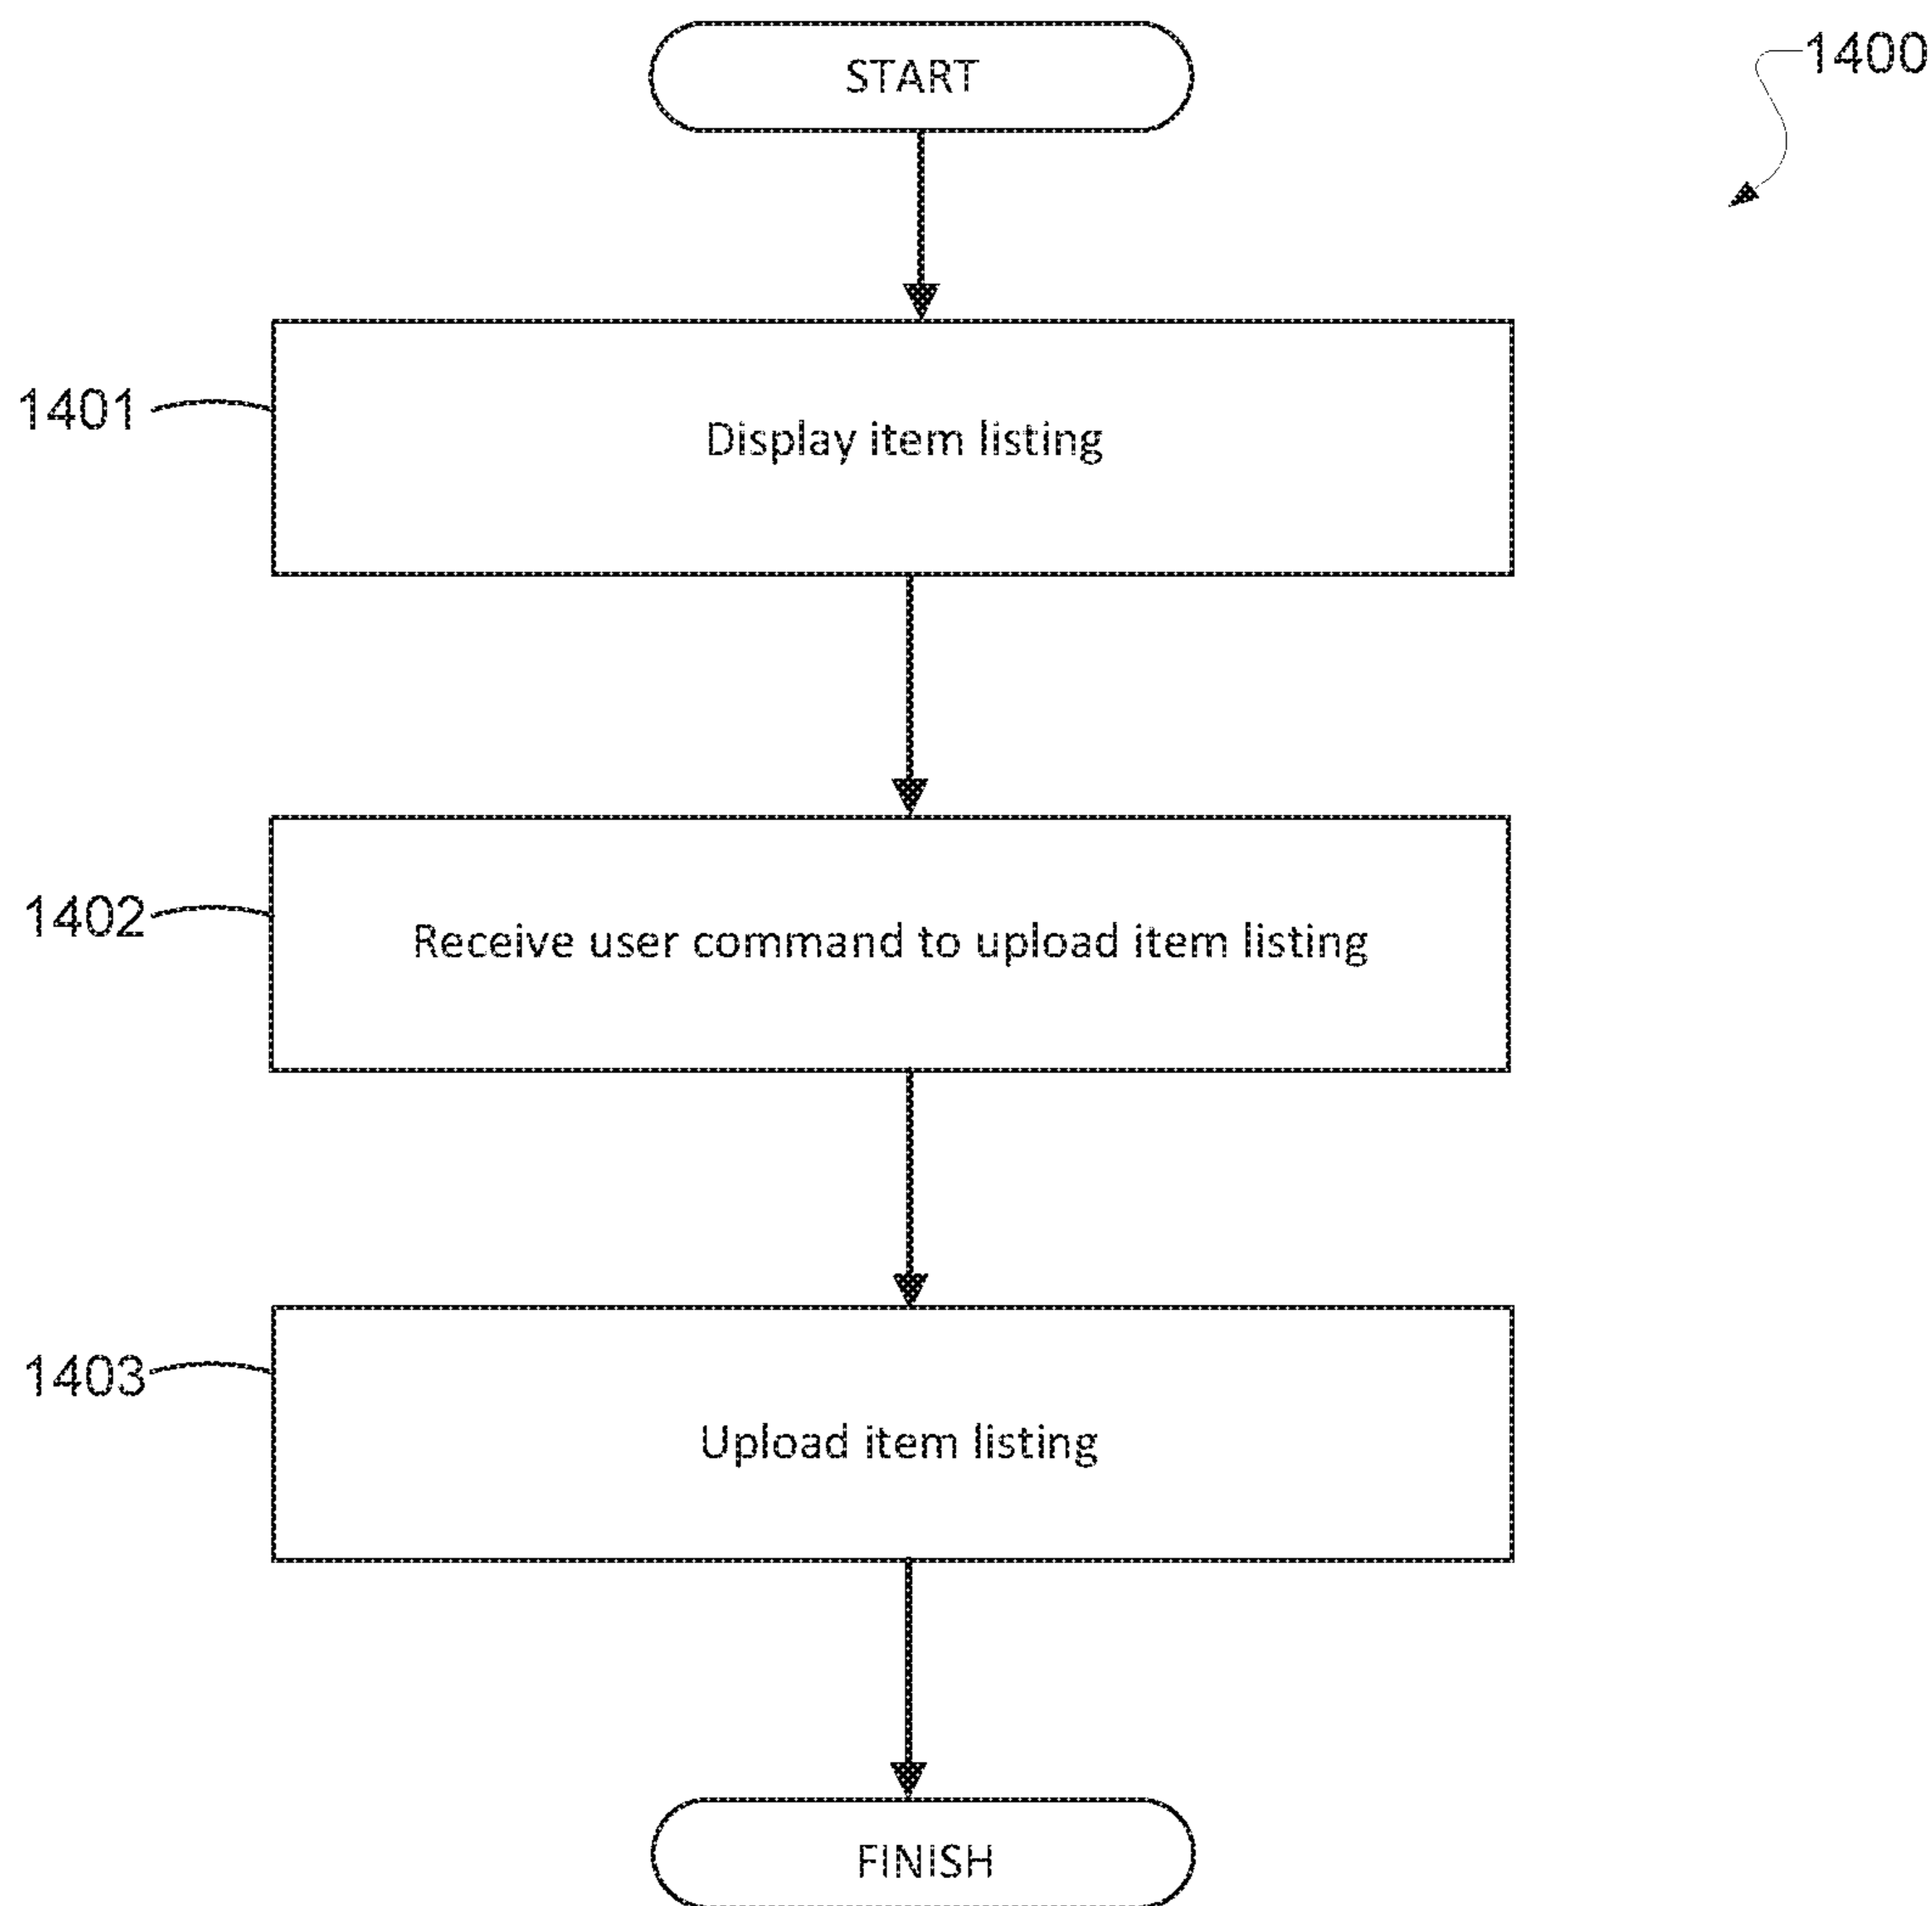 START
1400
1401
Display item listing
1402
Receive user command to upload item listing
1403
Upload item listing
FINISH